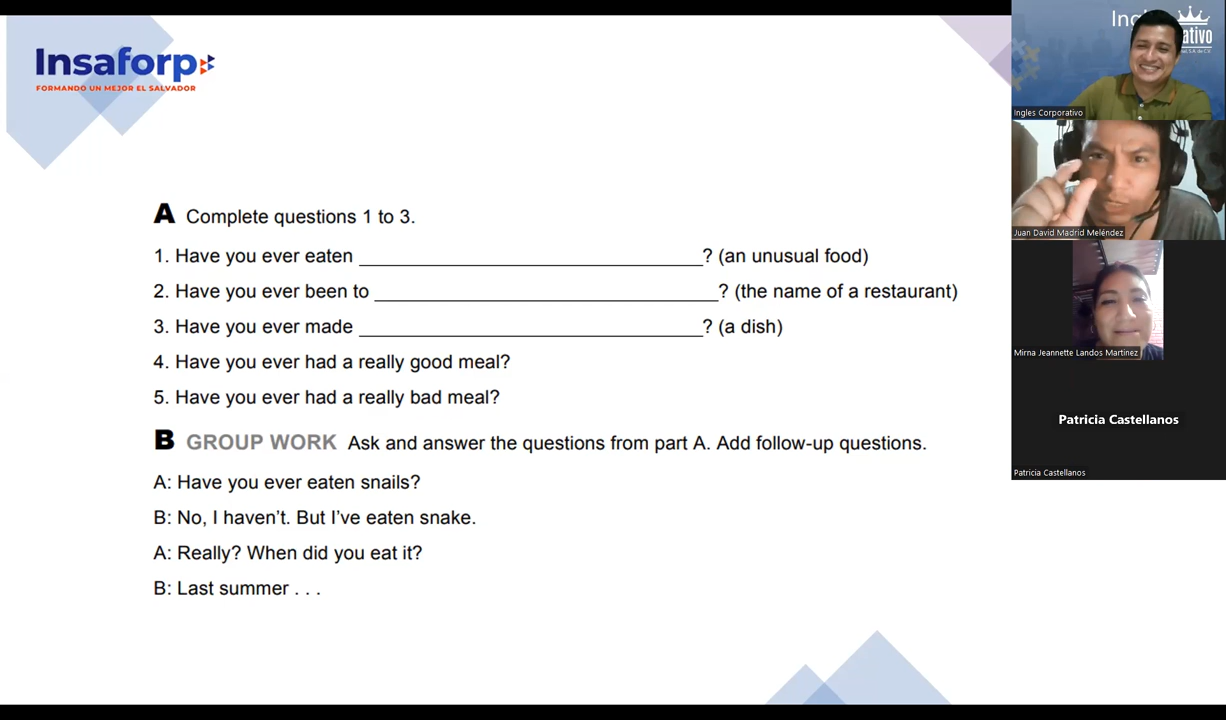 Insaforp
FORMANDO UN MEJOR EL SALVADOR
A Complete questions 1 to 3.
1. Have you ever eaten ________________________________? (an unusual food)
2. Have you ever been to ________________________________? (the name of a restaurant)
3. Have you ever made ________________________________? (a dish)
4. Have you ever had a really good meal?
5. Have you ever had a really bad meal?
B GROUP WORK Ask and answer the questions from part A. Add follow-up questions.
A: Have you ever eaten snails?
B: No, I haven’t. But I’ve eaten snake.
A: Really? When did you eat it?
B: Last summer . . .
Ingles Corporativo
Juan David Madrid Meléndez
Mirna Jeannette Landos Martinez
Patricia Castellanos
Patricia Castellanos